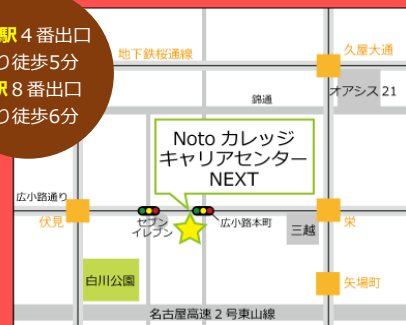 駅４番出口
り徒歩5分
駅８番出口
り徒歩6分
地下鉄桜通線
久屋大通
オアシス 21
錦通
Noto カレッジ
キャリアセンター
NEXT
広小路通り
伏見
セブン
イレブン
広小路本町
三越
栄
白川公園
矢場町
名古屋高速２号東山線